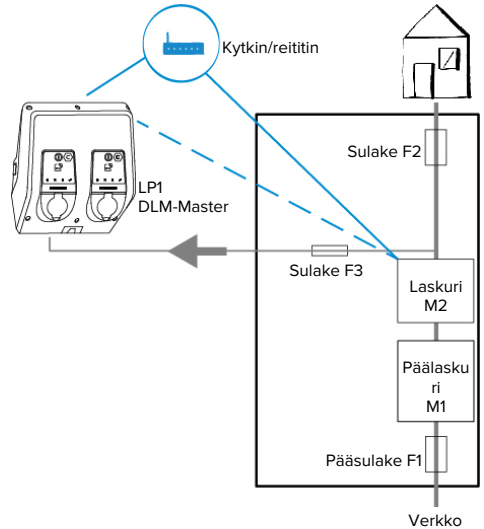 Kytkin/reititin
Sulake F2
LP1
DLM-Master
Sulake F3
Laskuri
M2
Päälasku
ri
M1
Pääsulake F1
Verkko